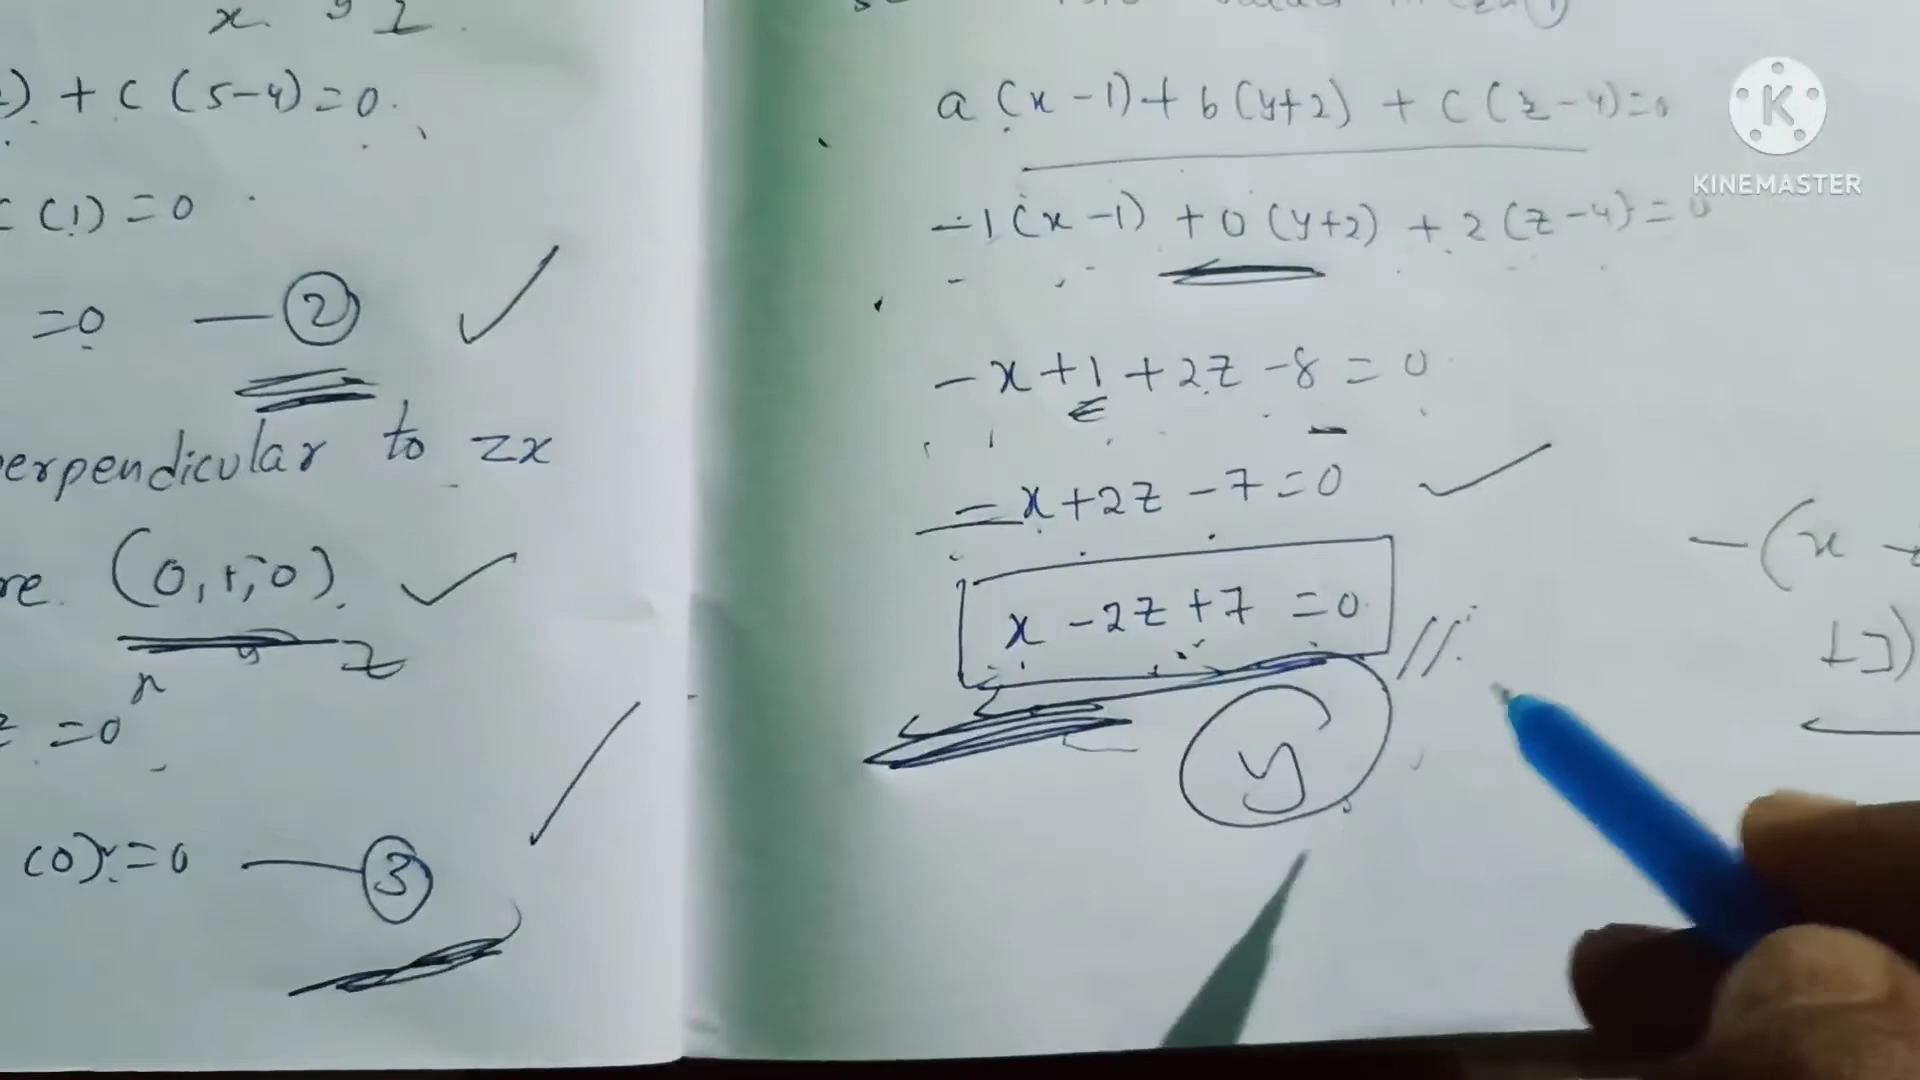 x y z
) + c (5-4)=0.
(1)=0
=0 — 2
erpendicular to zx
re (0,1,0).
x y z
=0
(0)=0 — 3
a (x-1)+b(y+2) + c(z-4)=0
-1(x-1) +0(y+2) + 2(z-4)=0
-x+1+2z-8=0
-x+2z-7=0
x-2z+7=0
y
-(x
K
KINEMASTER